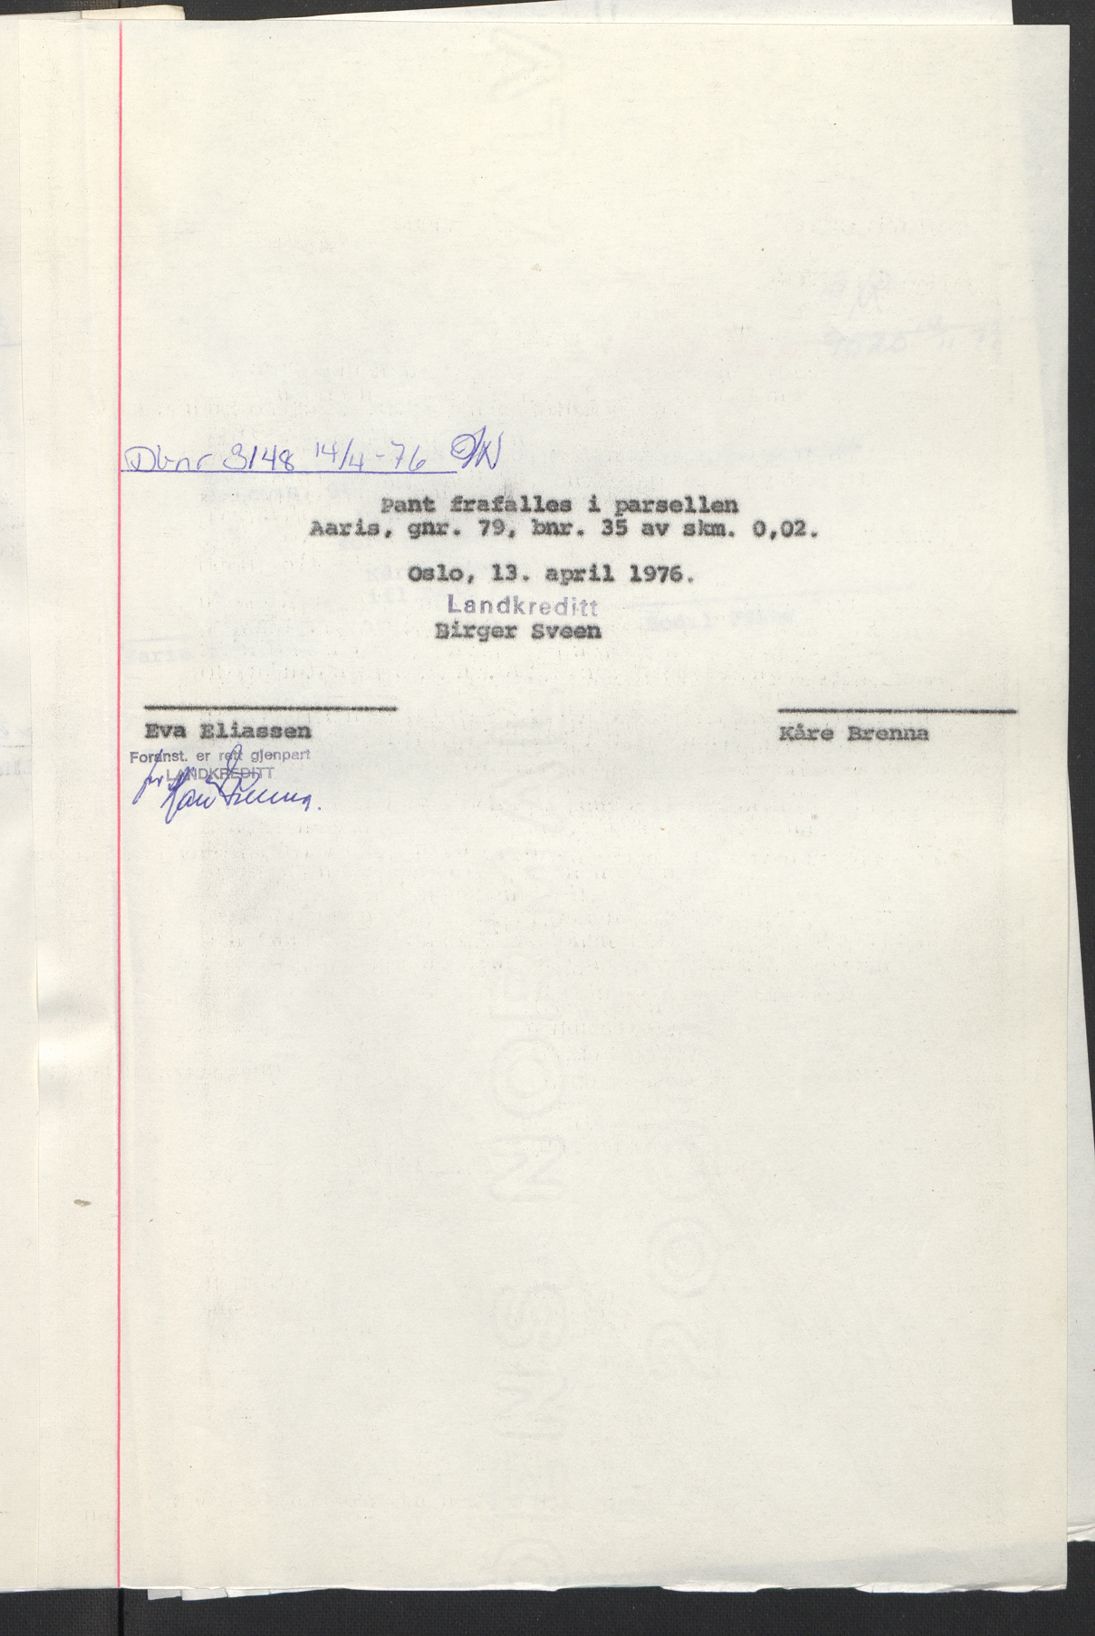 Dbnr 3148 14/4-76
Pant frafalles i parsellen
Aaris, gnr. 79, bnr. 35 av skm. 0,02.
Oslo, 13. april 1976.
Landkreditt
Birger Sveen
Eva Eliassen
Kåre Brenna
Foranst. er rett gjenpart
LANDKREDITT
for